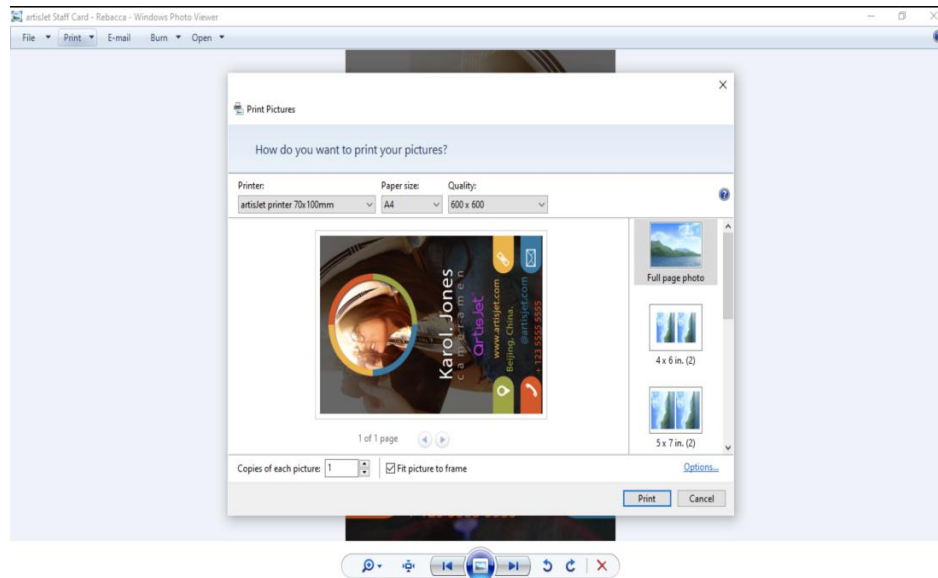 artisJet Staff Card - Rebacca - Windows Photo Viewer
File Print E-mail Burn Open
Print Pictures
How do you want to print your pictures?
Printer: Paper size: Quality:
artisJet printer 70x100mm A4 600 x 600
Karol. Jones
cameramen
artisJet
www.artisjet.com
Beijing, China.
@artisjet.com
+ 123 5555 5555
Full page photo
4 x 6 in. (2)
5 x 7 in. (2)
1 of 1 page
Copies of each picture: 1 Fit picture to frame Options...
Print Cancel